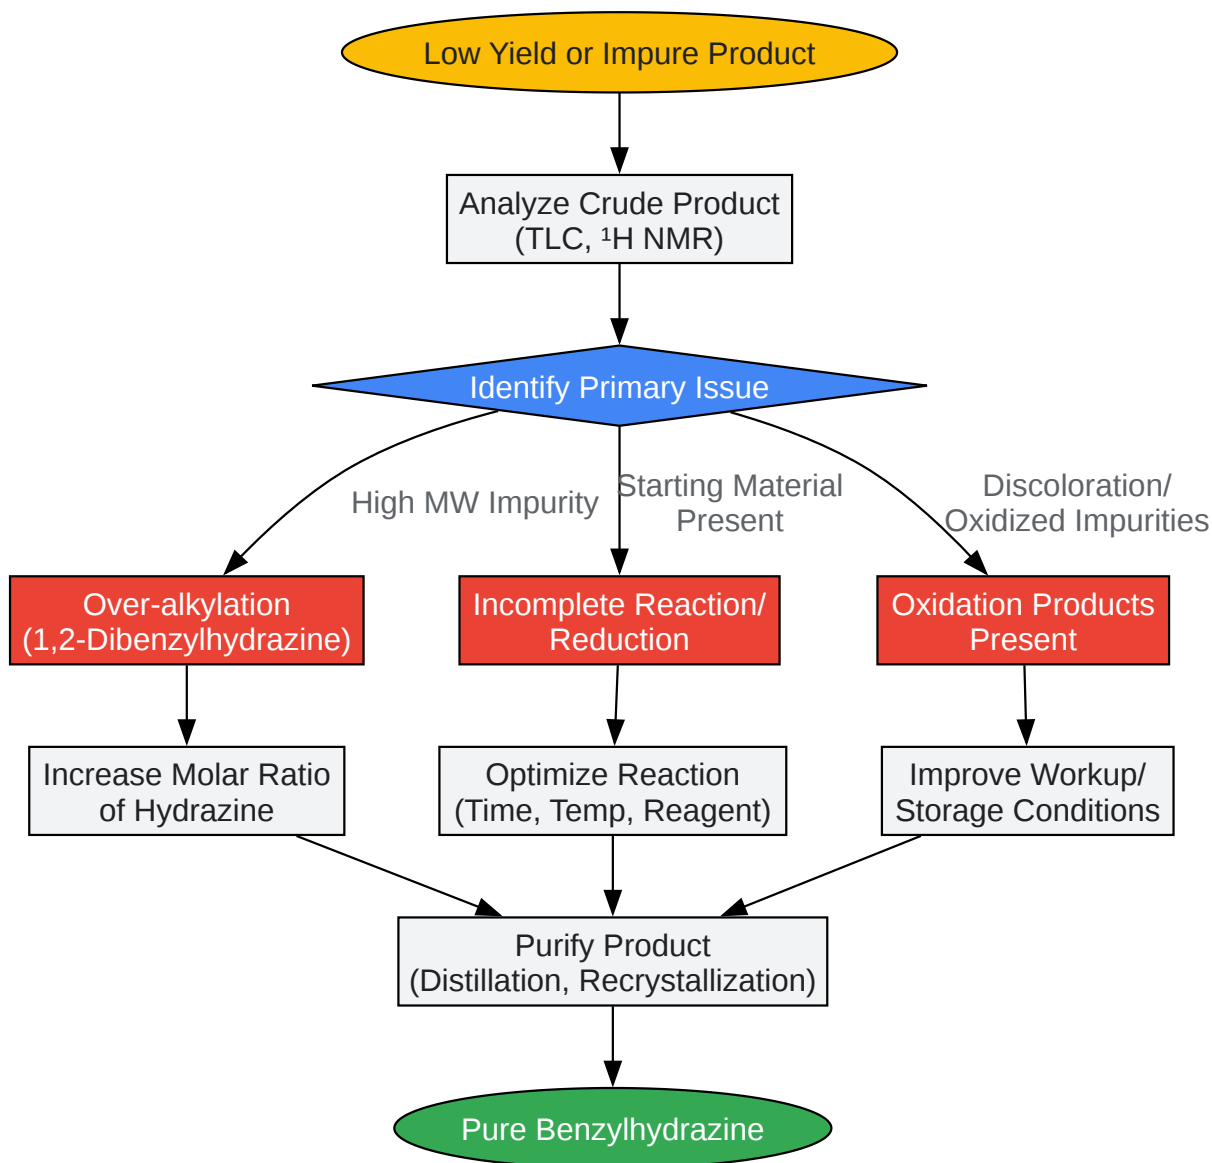 Low Yield or Impure Product
Analyze Crude Product
(TLC, ¹H NMR)
Identify Primary Issue
High MW Impurity
Starting Material
Present
Discoloration/
Oxidized Impurities
Over-alkylation
(1,2-Dibenzylhydrazine)
Incomplete Reaction/
Reduction
Oxidation Products
Present
Increase Molar Ratio
of Hydrazine
Optimize Reaction
(Time, Temp, Reagent)
Improve Workup/
Storage Conditions
Purify Product
(Distillation, Recrystallization)
Pure Benzylhydrazine